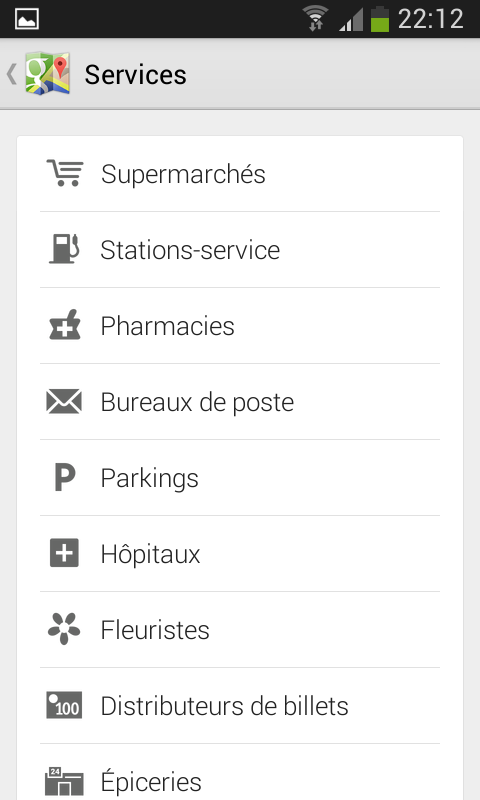 22:12
Services
Supermarchés
Stations-service
Pharmacies
Bureaux de poste
P Parkings
Hôpitaux
Fleuristes
100 Distributeurs de billets
24 Épiceries